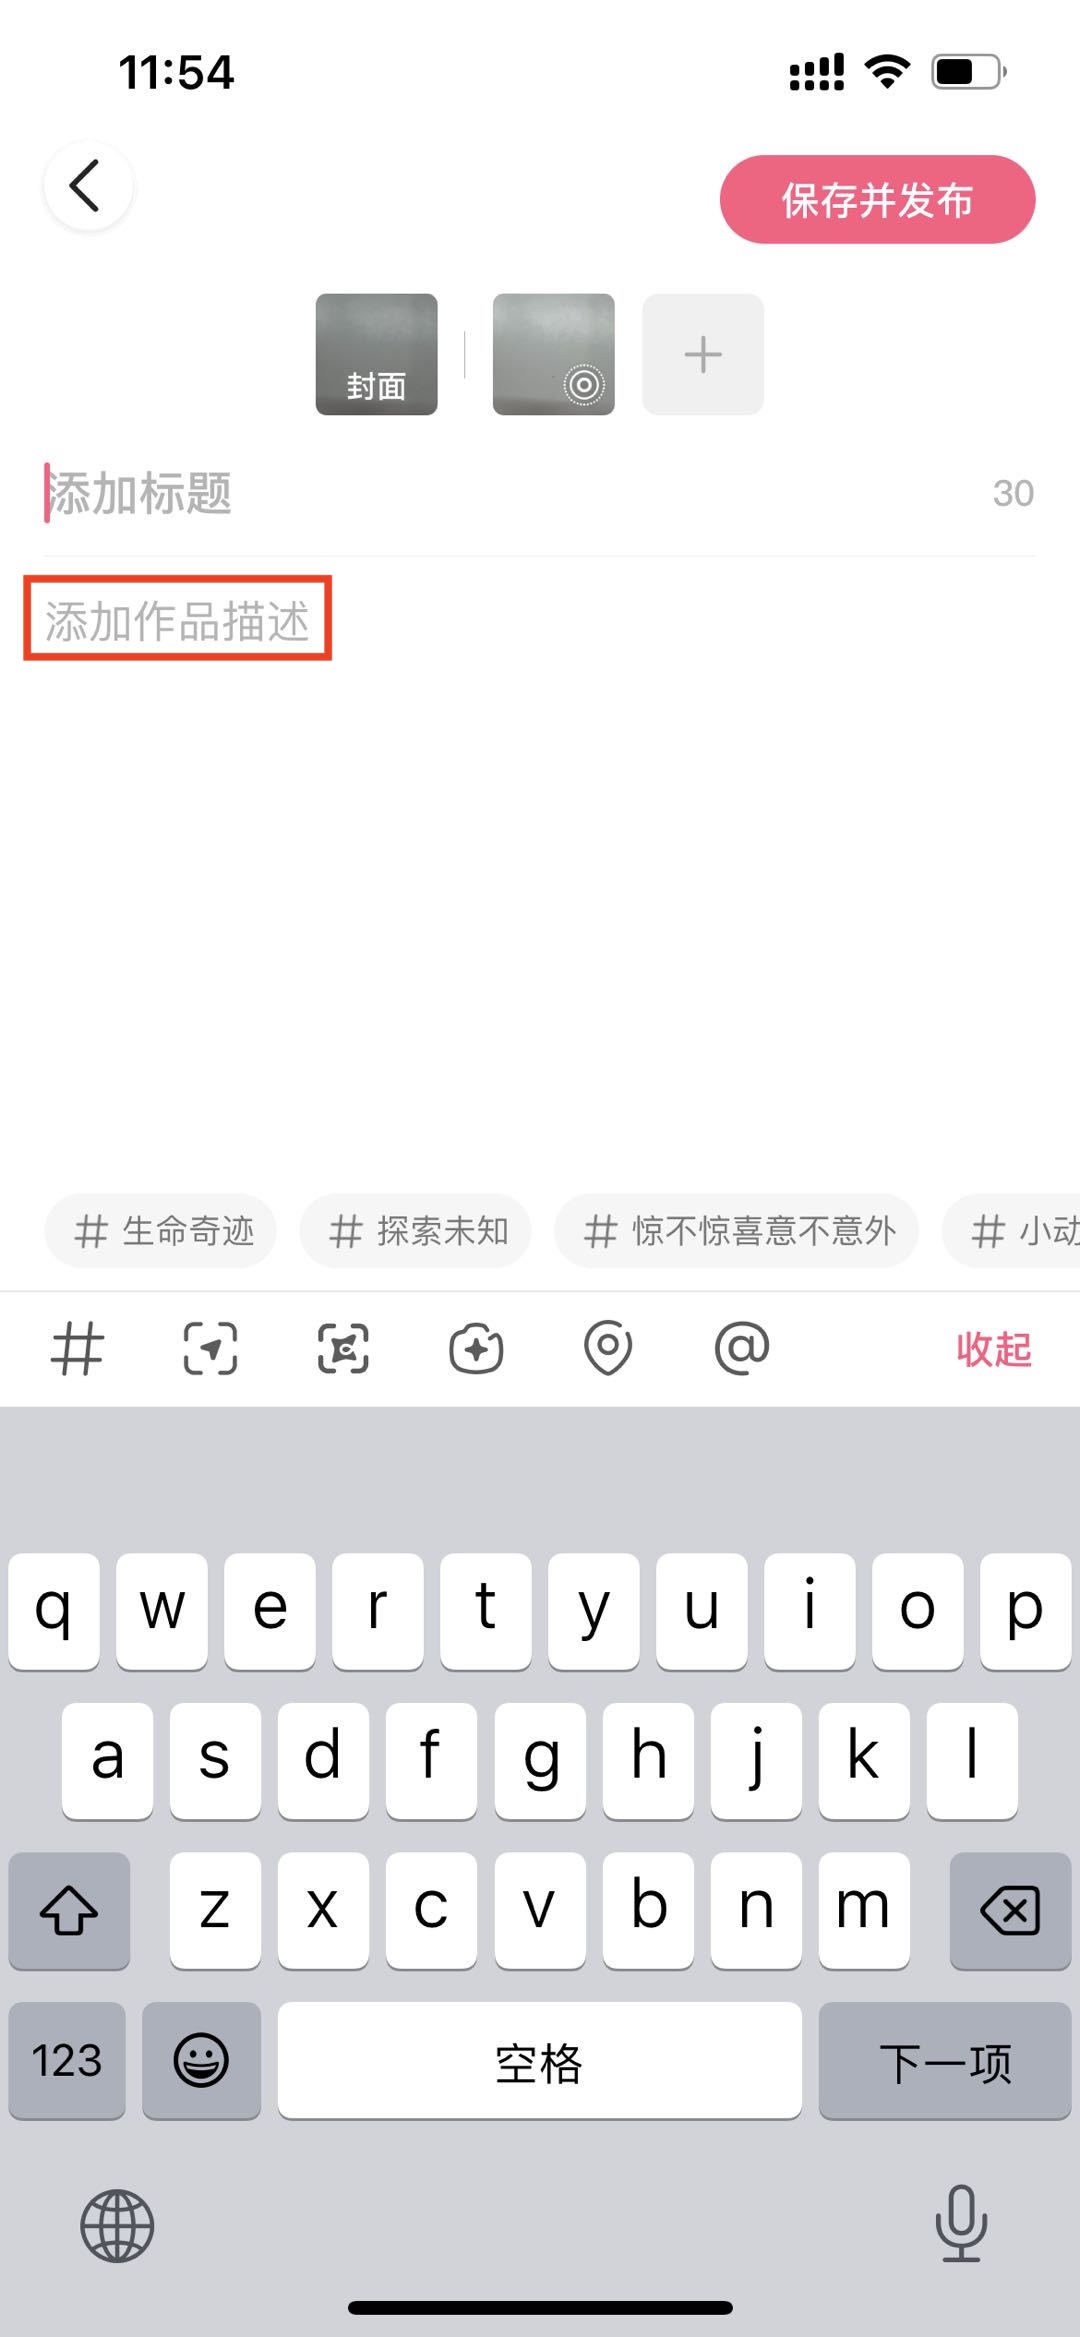 11:54
保存并发布
封面
添加标题
30
添加作品描述
# 生命奇迹 # 探索未知 # 惊不惊喜意不意外 # 小动
# @ 收起
q w e r t y u i o p
a s d f g h j k l
z x c v b n m
123 空格 下一项